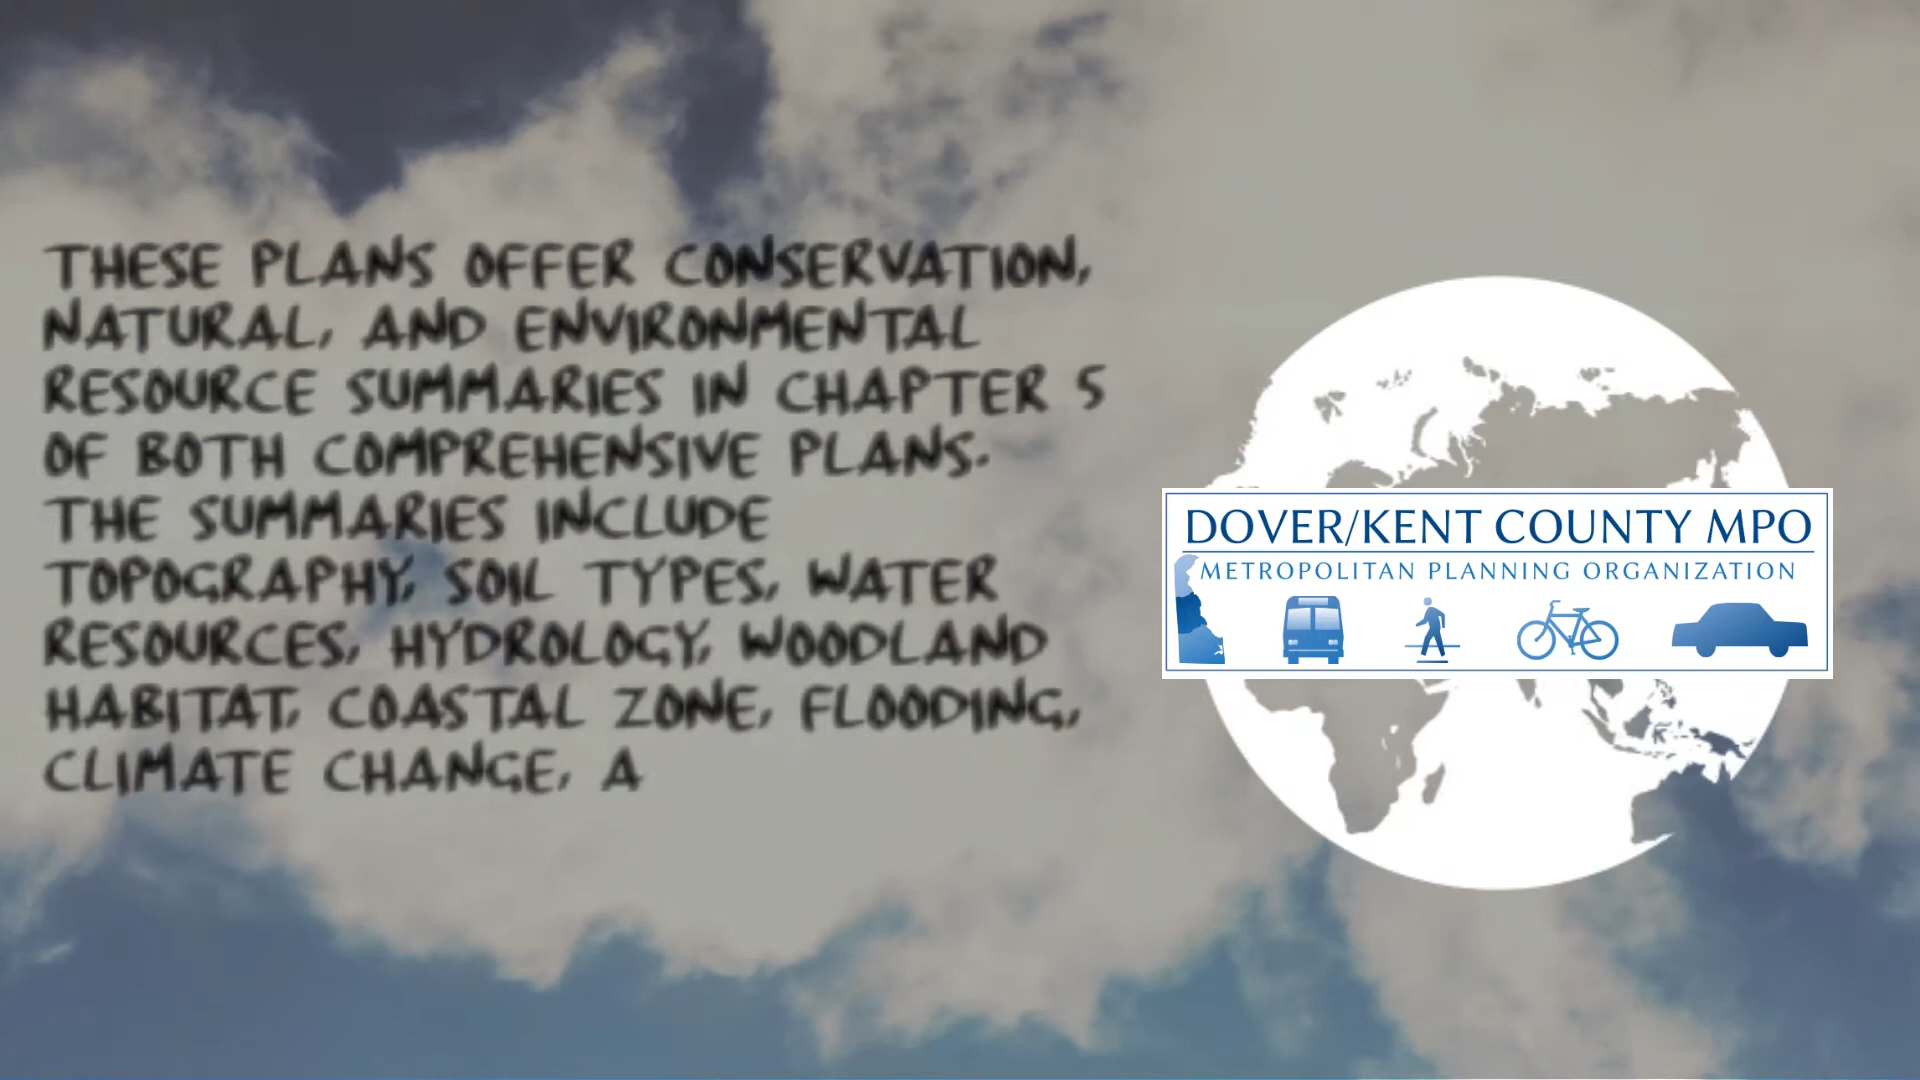 THESE PLANS OFFER CONSERVATION,
NATURAL, AND ENVIRONMENTAL
RESOURCE SUMMARIES IN CHAPTER 5
OF BOTH COMPREHENSIVE PLANS.
THE SUMMARIES INCLUDE
TOPOGRAPHY, SOIL TYPES, WATER
RESOURCES, HYDROLOGY, WOODLAND
HABITAT, COASTAL ZONE, FLOODING,
CLIMATE CHANGE, A
DOVER/KENT COUNTY MPO
METROPOLITAN PLANNING ORGANIZATION